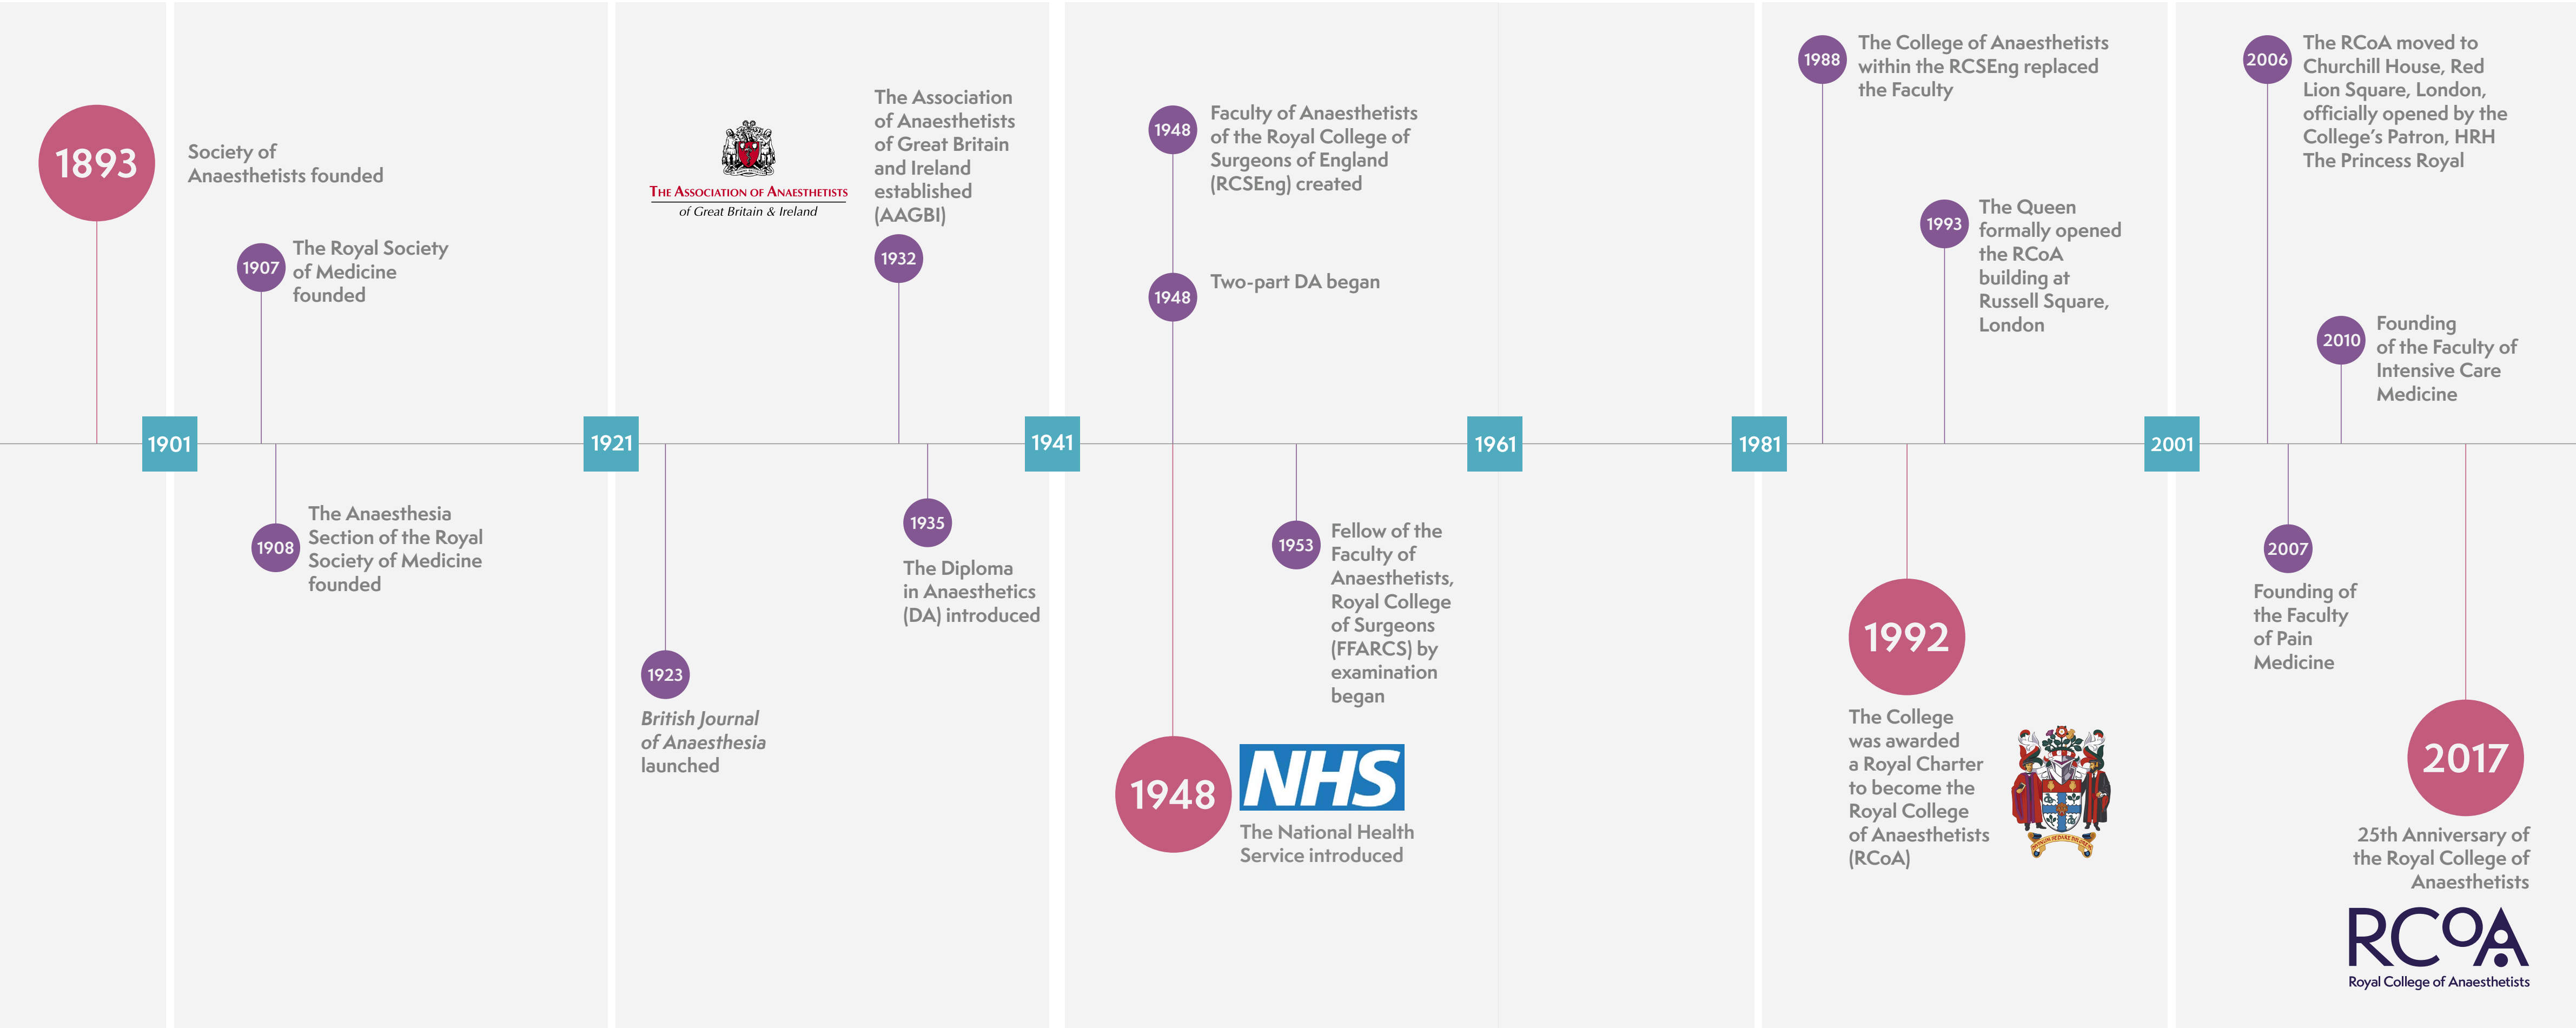 1893
Society of
Anaesthetists founded
1901
1907
The Royal Society
of Medicine
founded
1908
The Anaesthesia
Section of the Royal
Society of Medicine
founded
1921
1923
British Journal
of Anaesthesia
launched
THE ASSOCIATION OF ANAESTHETISTS
of Great Britain & Ireland
The Association
of Anaesthetists
of Great Britain
and Ireland
established
(AAGBI)
1932
1935
The Diploma
in Anaesthetics
(DA) introduced
1941
1948
Faculty of Anaesthetists
of the Royal College of
Surgeons of England
(RCSEng) created
1948
Two-part DA began
1948
NHS
The National Health
Service introduced
1953
Fellow of the
Faculty of
Anaesthetists,
Royal College
of Surgeons
(FFARCS) by
examination
began
1961
1981
1988
The College of Anaesthetists
within the RCSEng replaced
the Faculty
1992
The College
was awarded
a Royal Charter
to become the
Royal College
of Anaesthetists
(RCoA)
1993
The Queen
formally opened
the RCoA
building at
Russell Square,
London
2001
2006
The RCoA moved to
Churchill House, Red
Lion Square, London,
officially opened by the
College's Patron, HRH
The Princess Royal
2007
Founding of
the Faculty
of Pain
Medicine
2010
Founding
of the Faculty of
Intensive Care
Medicine
2017
25th Anniversary of
the Royal College of
Anaesthetists
RCOA
Royal College of Anaesthetists